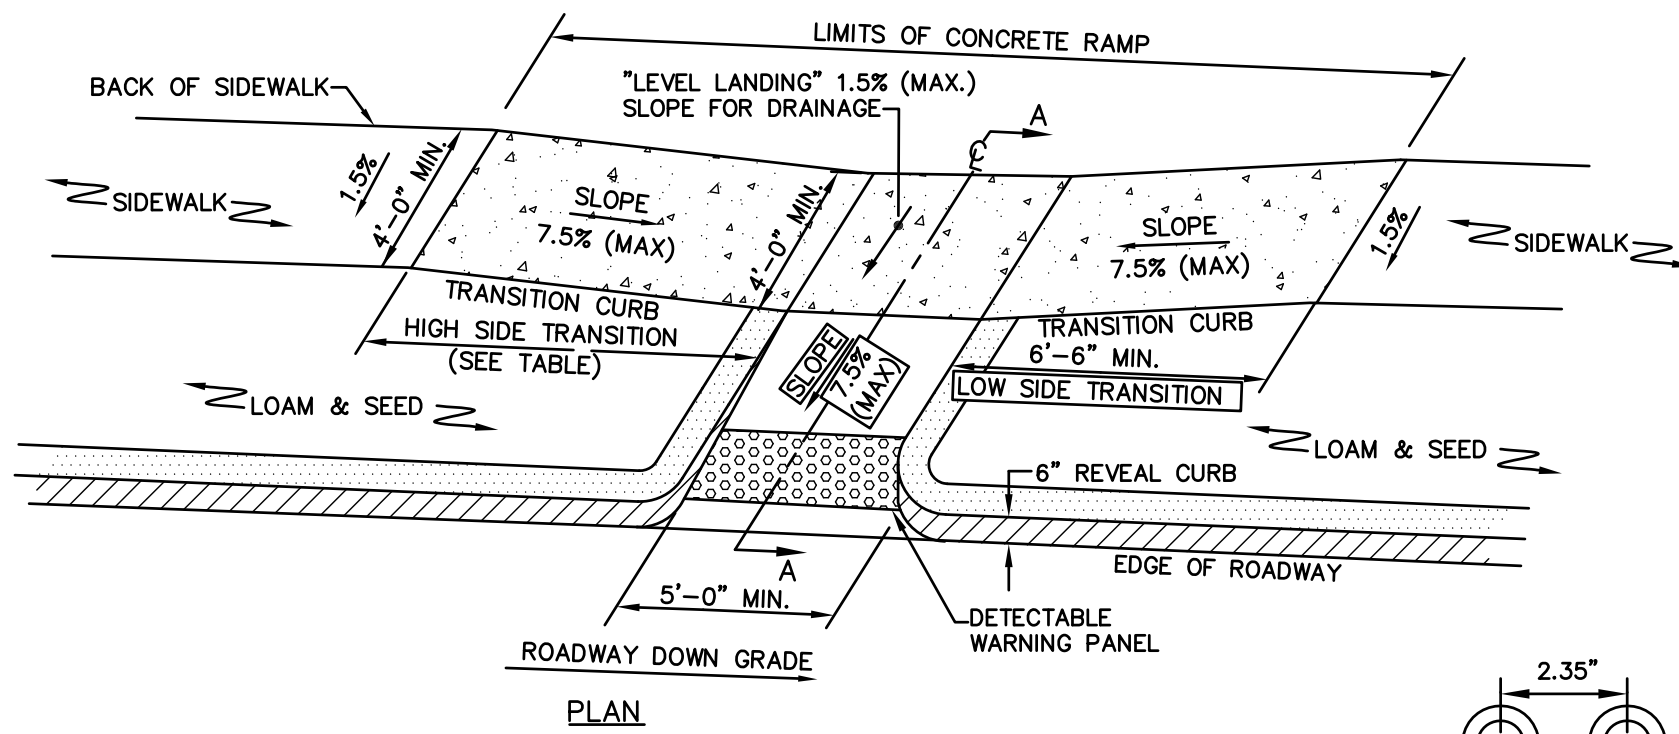 LIMITS OF CONCRETE RAMP
"LEVEL LANDING" 1.5% (MAX.)
SLOPE FOR DRAINAGE
BACK OF SIDEWALK
A
℄
1.5%
4'-0" MIN.
SIDEWALK
SLOPE
7.5% (MAX)
4'-0" MIN.
SLOPE
7.5% (MAX)
1.5%
SIDEWALK
TRANSITION CURB
HIGH SIDE TRANSITION
(SEE TABLE)
SLOPE
7.5%
(MAX)
TRANSITION CURB
6'-6" MIN.
LOW SIDE TRANSITION
LOAM & SEED
LOAM & SEED
6" REVEAL CURB
A
EDGE OF ROADWAY
5'-0" MIN.
DETECTABLE
WARNING PANEL
ROADWAY DOWN GRADE
PLAN
2.35"